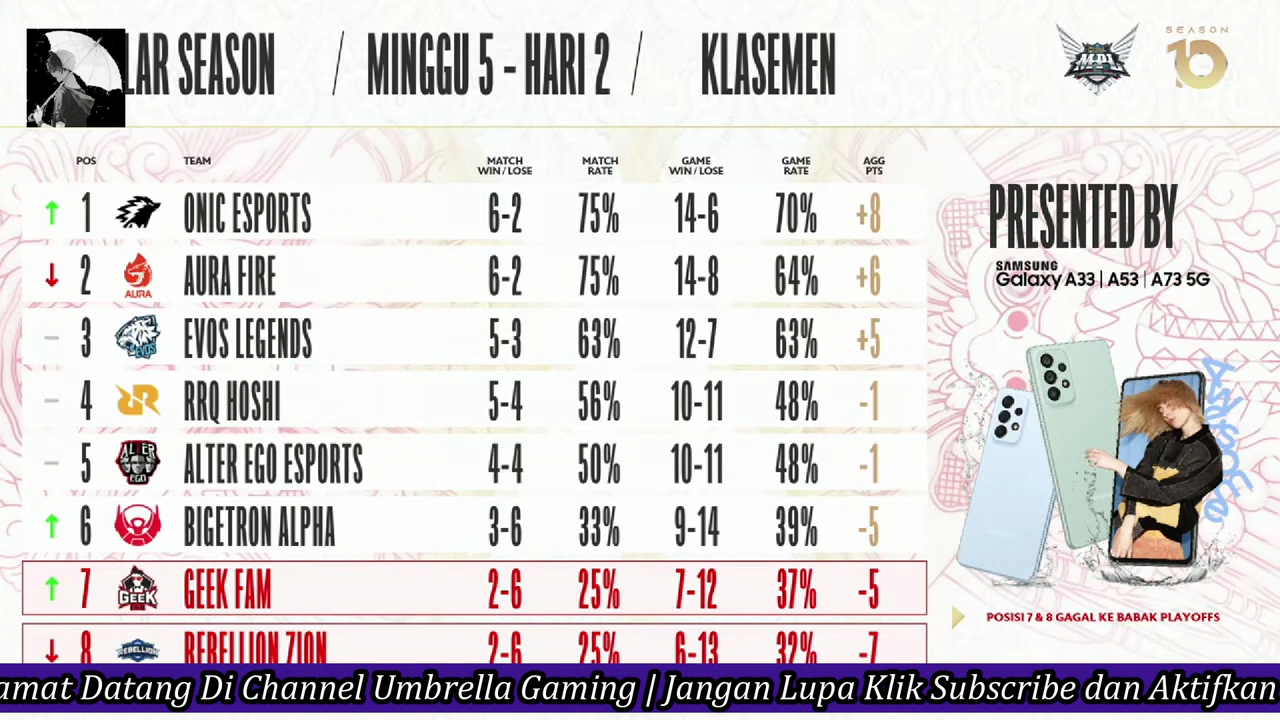 LAR SEASON / MINGGU 5 - HARI 2 / KLASEMEN
MPL
SEASON
10
POS TEAM MATCH WIN/LOSE MATCH RATE GAME WIN/LOSE GAME RATE AGG PTS
1 ONIC ESPORTS 6-2 75% 14-6 70% +8
2 AURA AURA FIRE 6-2 75% 14-8 64% +6
3 EVOS EVOS LEGENDS 5-3 63% 12-7 63% +5
4 RRQ HOSHI 5-4 56% 10-11 48% -1
5 ALTER EGO ALTER EGO ESPORTS 4-4 50% 10-11 48% -1
6 BIGETRON ALPHA 3-6 33% 9-14 39% -5
7 GEEK GEEK FAM 2-6 25% 7-12 37% -5
8 REBELLION REBELLION ZION 2-6 25% 6-13 32% -7
PRESENTED BY
SAMSUNG
Galaxy A33 | A53 | A73 5G
Awesome
POSISI 7 & 8 GAGAL KE BABAK PLAYOFFS
amat Datang Di Channel Umbrella Gaming | Jangan Lupa Klik Subscribe dan Aktifkan